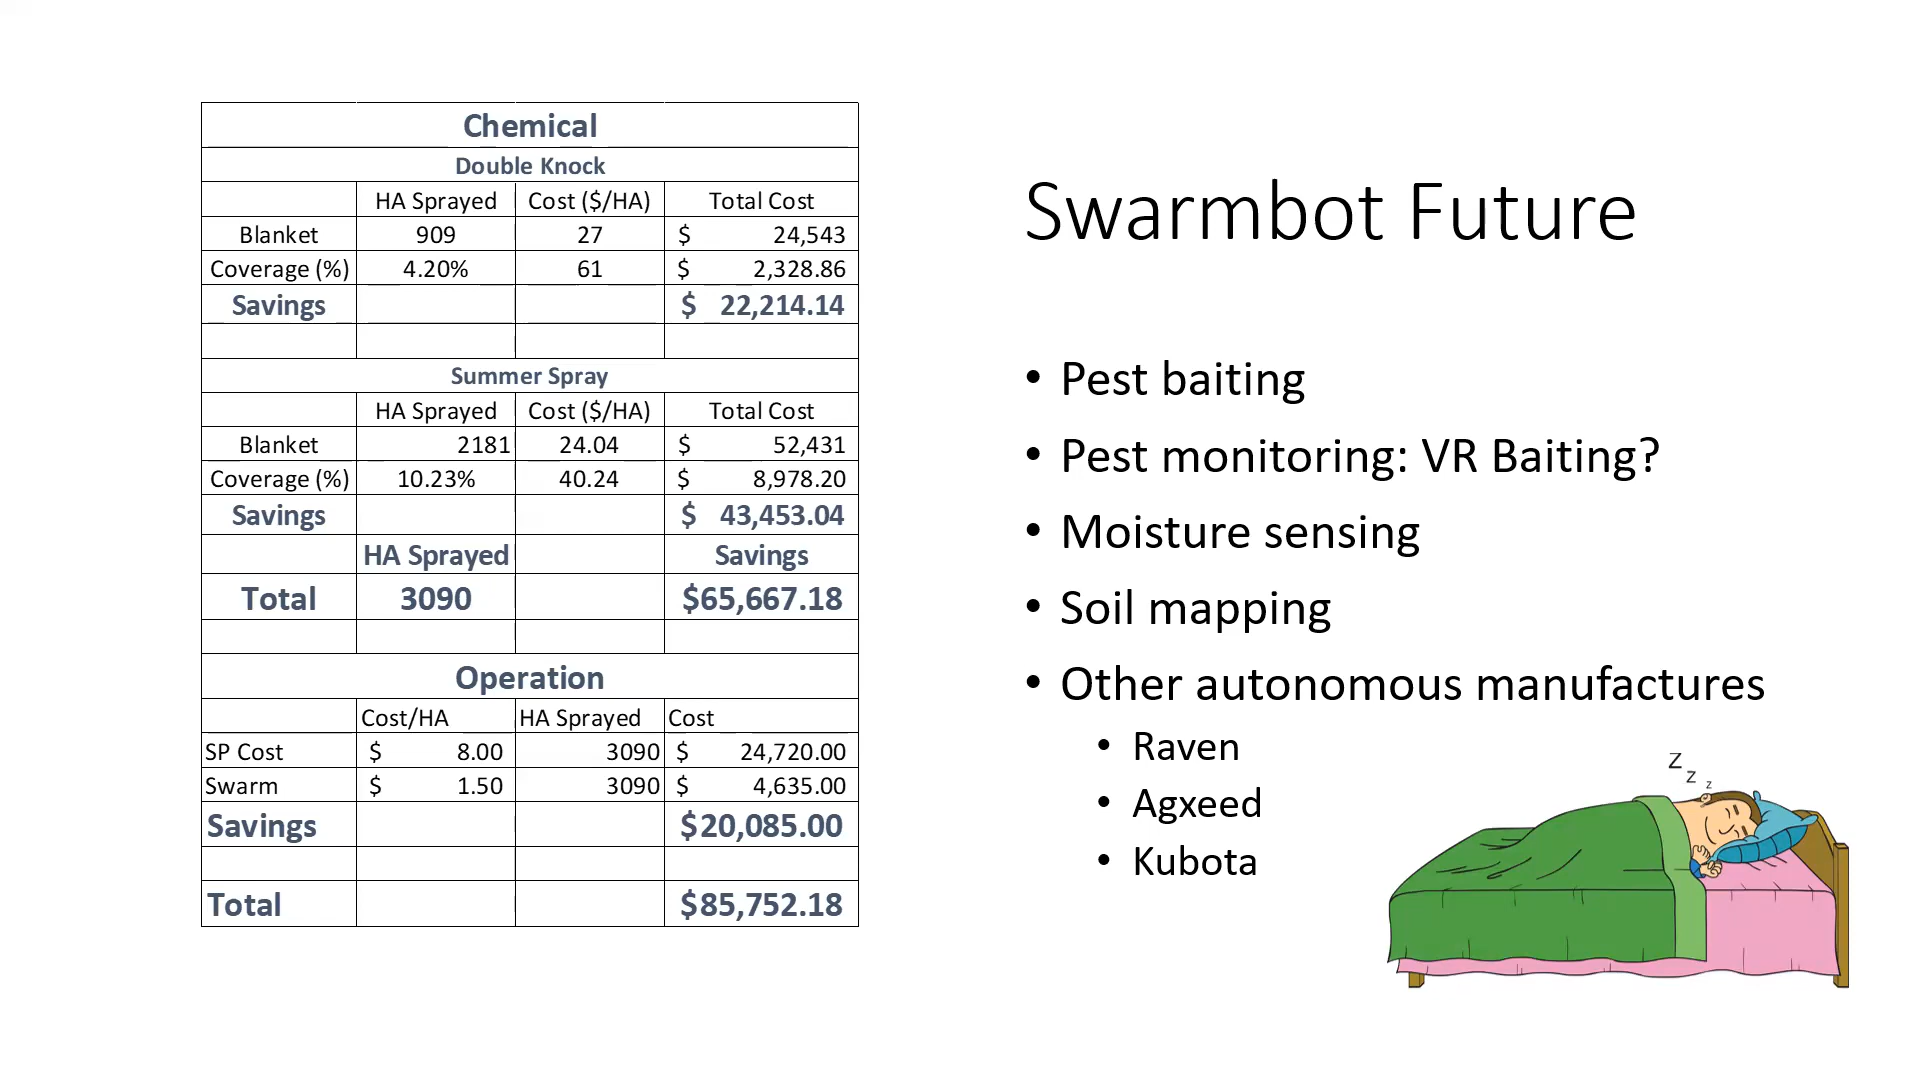 Chemical
Double Knock
HA Sprayed Cost ($/HA) Total Cost
Blanket 909 27 $ 24,543
Coverage (%) 4.20% 61 $ 2,328.86
Savings $ 22,214.14
Summer Spray
HA Sprayed Cost ($/HA) Total Cost
Blanket 2181 24.04 $ 52,431
Coverage (%) 10.23% 40.24 $ 8,978.20
Savings $ 43,453.04
HA Sprayed Savings
Total 3090 $65,667.18
Operation
Cost/HA HA Sprayed Cost
SP Cost $ 8.00 3090 $ 24,720.00
Swarm $ 1.50 3090 $ 4,635.00
Savings $20,085.00
Total $85,752.18
Swarmbot Future
• Pest baiting
• Pest monitoring: VR Baiting?
• Moisture sensing
• Soil mapping
• Other autonomous manufactures
• Raven
• Agxeed
• Kubota
Z z z